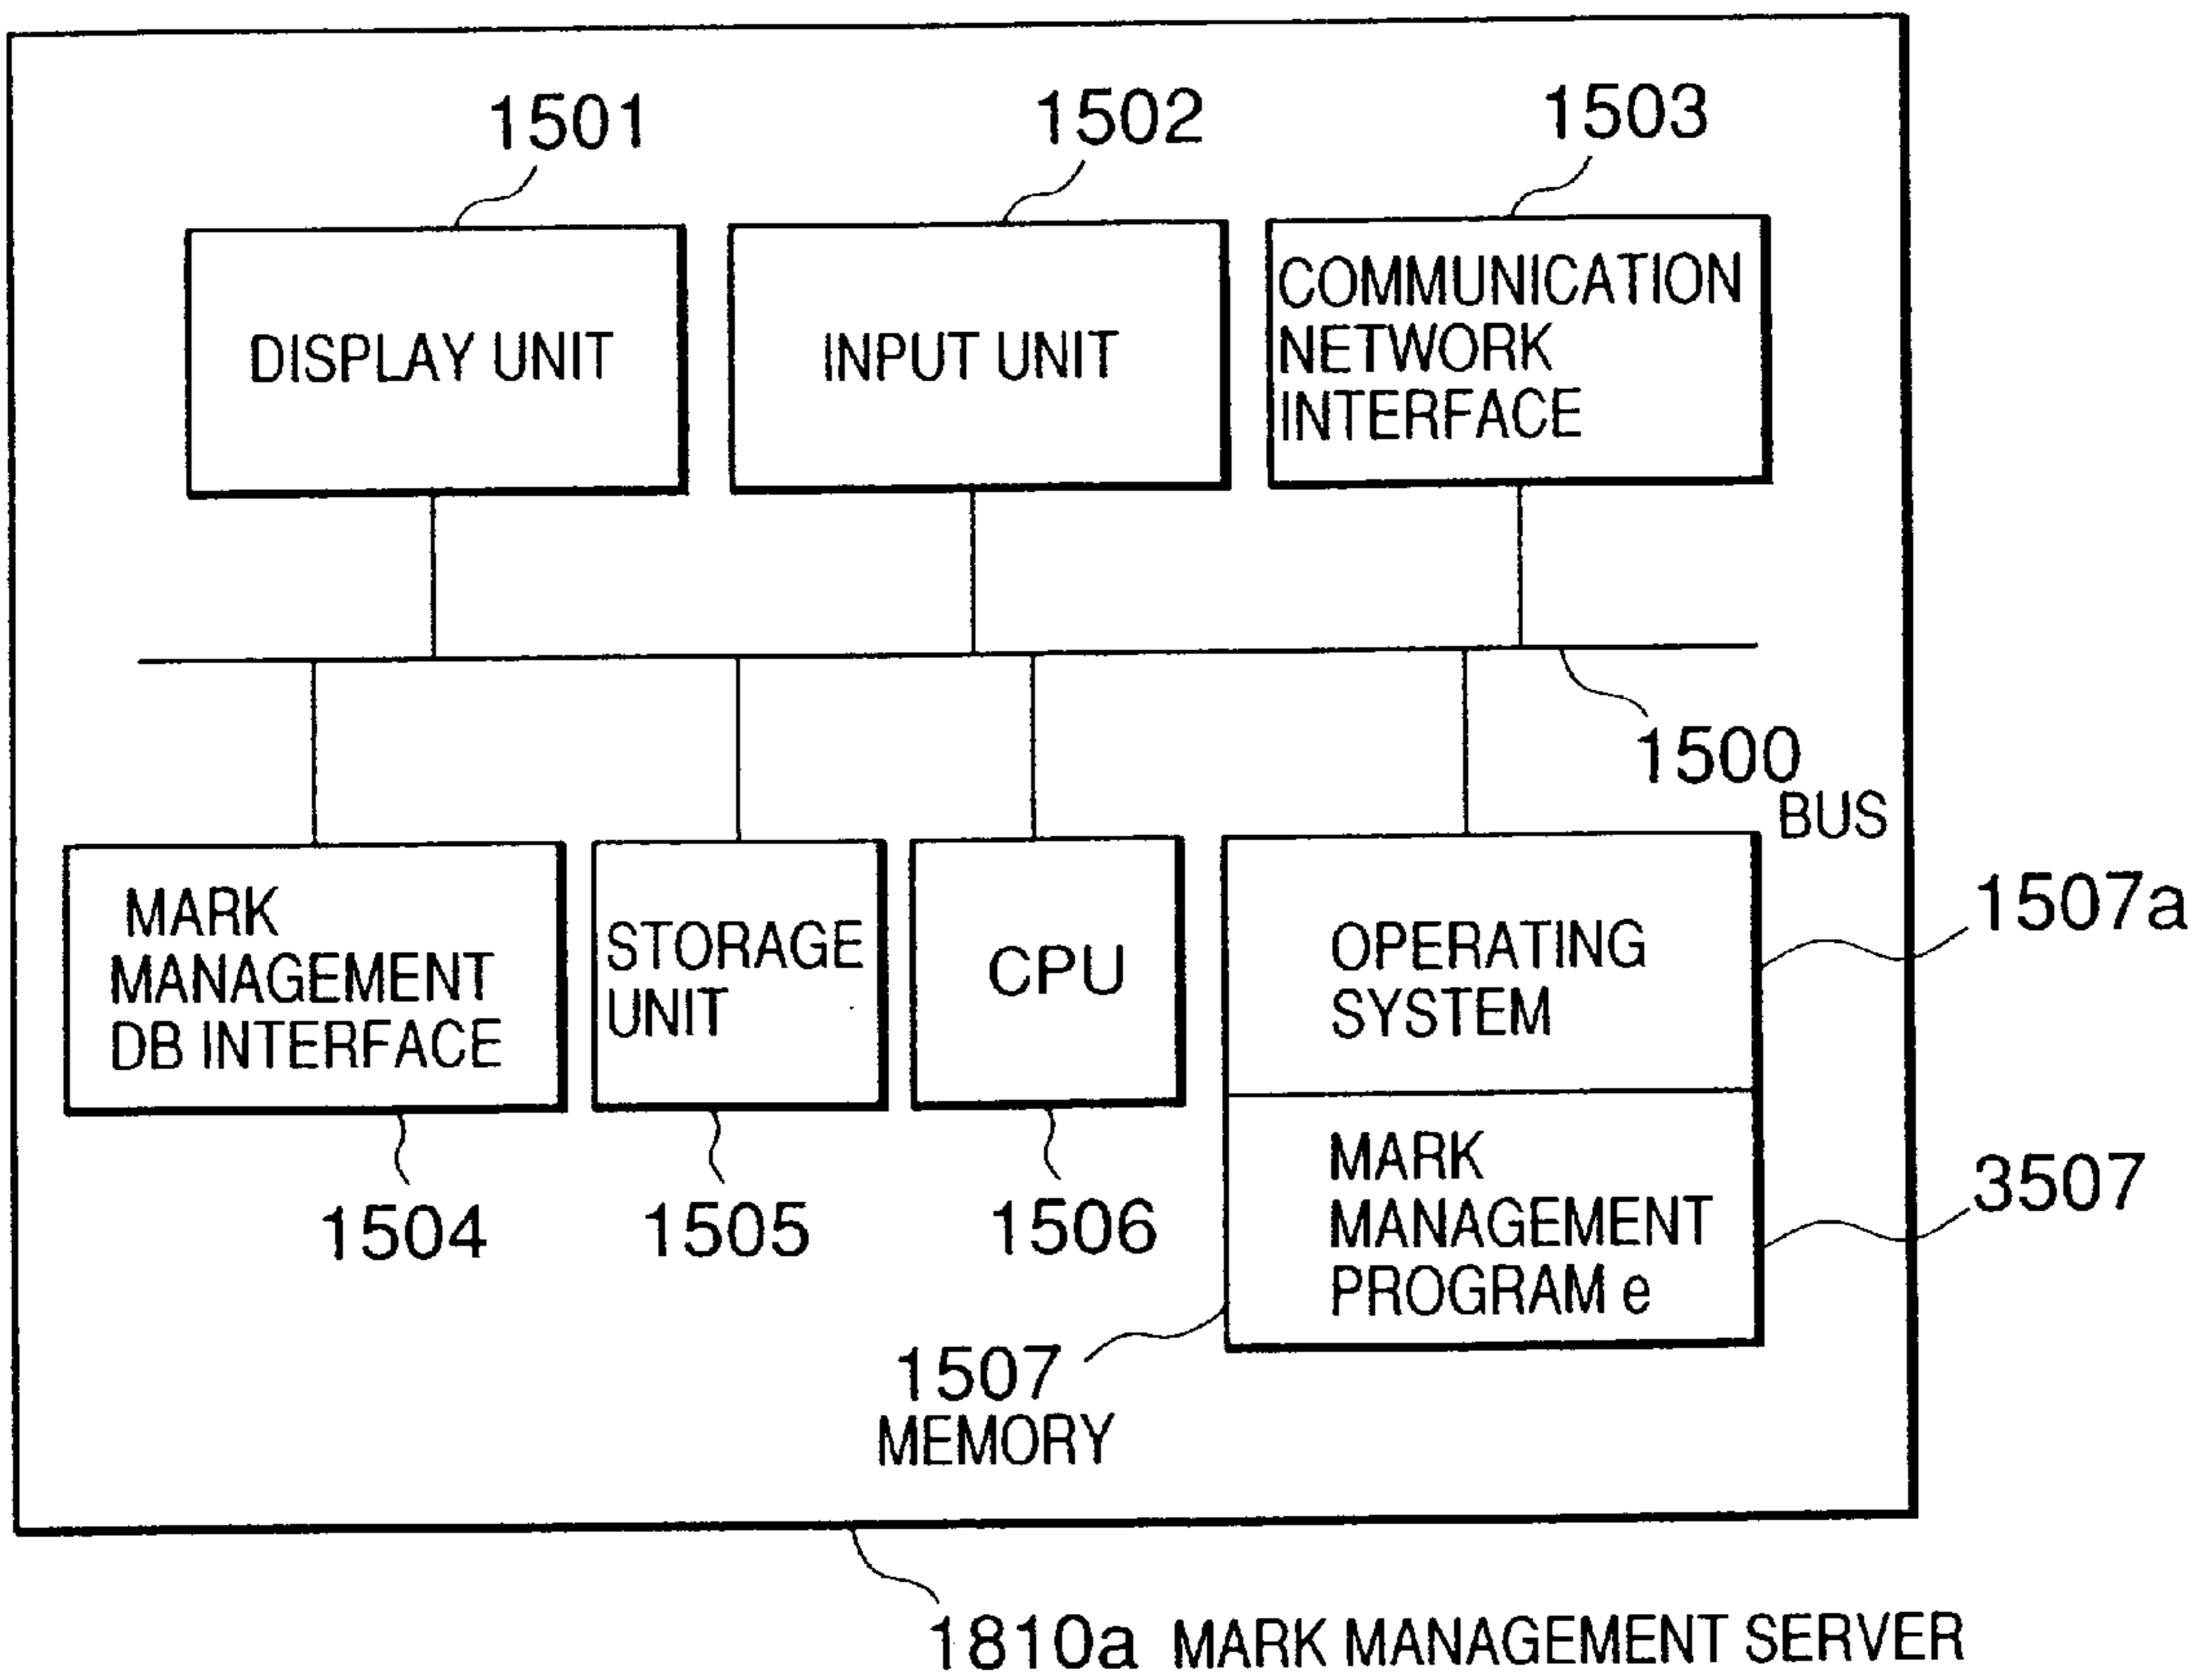 1501
1502
1503
DISPLAY UNIT
INPUT UNIT
COMMUNICATION
NETWORK
INTERFACE
1500
BUS
MARK
MANAGEMENT
DB INTERFACE
STORAGE
UNIT
CPU
OPERATING
SYSTEM
1507a
MARK
MANAGEMENT
PROGRAM e
3507
1504
1505
1506
1507
MEMORY
1810a MARK MANAGEMENT SERVER